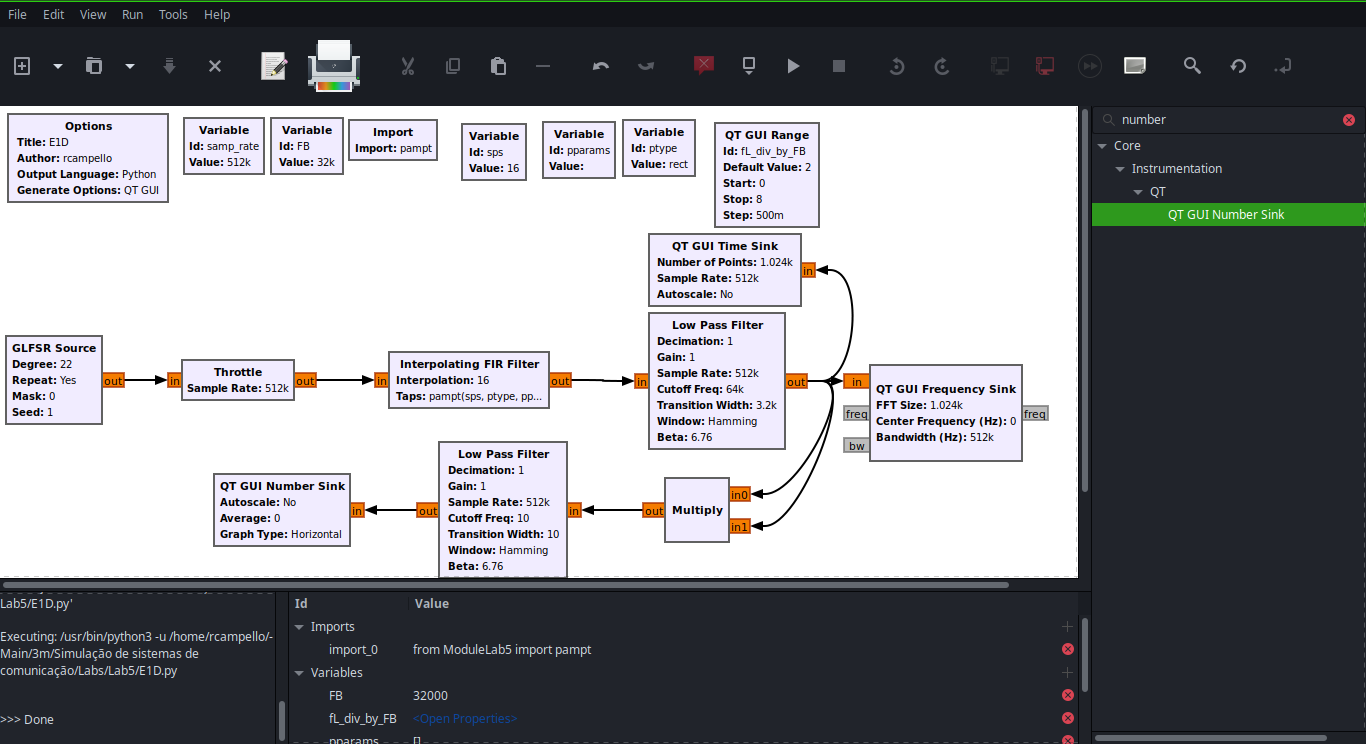 File Edit View Run Tools Help
Options
Title: E1D
Author: rcampello
Output Language: Python
Generate Options: QT GUI
Variable
Id: samp_rate
Value: 512k
Variable
Id: FB
Value: 32k
Import
Import: pampt
Variable
Id: sps
Value: 16
Variable
Id: pparams
Value:
Variable
Id: ptype
Value: rect
QT GUI Range
Id: fL_div_by_FB
Default Value: 2
Start: 0
Stop: 8
Step: 500m
QT GUI Time Sink
Number of Points: 1.024k
Sample Rate: 512k
Autoscale: No
in
GLFSR Source
Degree: 22
Repeat: Yes
Mask: 0
Seed: 1
out
in
Throttle
Sample Rate: 512k
out
in
Interpolating FIR Filter
Interpolation: 16
Taps: pampt(sps, ptype, pp...
out
in
Low Pass Filter
Decimation: 1
Gain: 1
Sample Rate: 512k
Cutoff Freq: 64k
Transition Width: 3.2k
Window: Hamming
Beta: 6.76
out
in
freq
bw
QT GUI Frequency Sink
FFT Size: 1.024k
Center Frequency (Hz): 0
Bandwidth (Hz): 512k
freq
QT GUI Number Sink
Autoscale: No
Average: 0
Graph Type: Horizontal
in
out
Low Pass Filter
Decimation: 1
Gain: 1
Sample Rate: 512k
Cutoff Freq: 10
Transition Width: 10
Window: Hamming
Beta: 6.76
in
out
Multiply
in0
in1
number
Core
Instrumentation
QT
QT GUI Number Sink
Lab5/E1D.py'
Executing: /usr/bin/python3 -u /home/rcampello/-
Main/3m/Simulação de sistemas de
comunicação/Labs/Lab5/E1D.py
>>> Done
Id Value
Imports
import_0 from ModuleLab5 import pampt
Variables
FB 32000
fL_div_by_FB <Open Properties>
pparams []